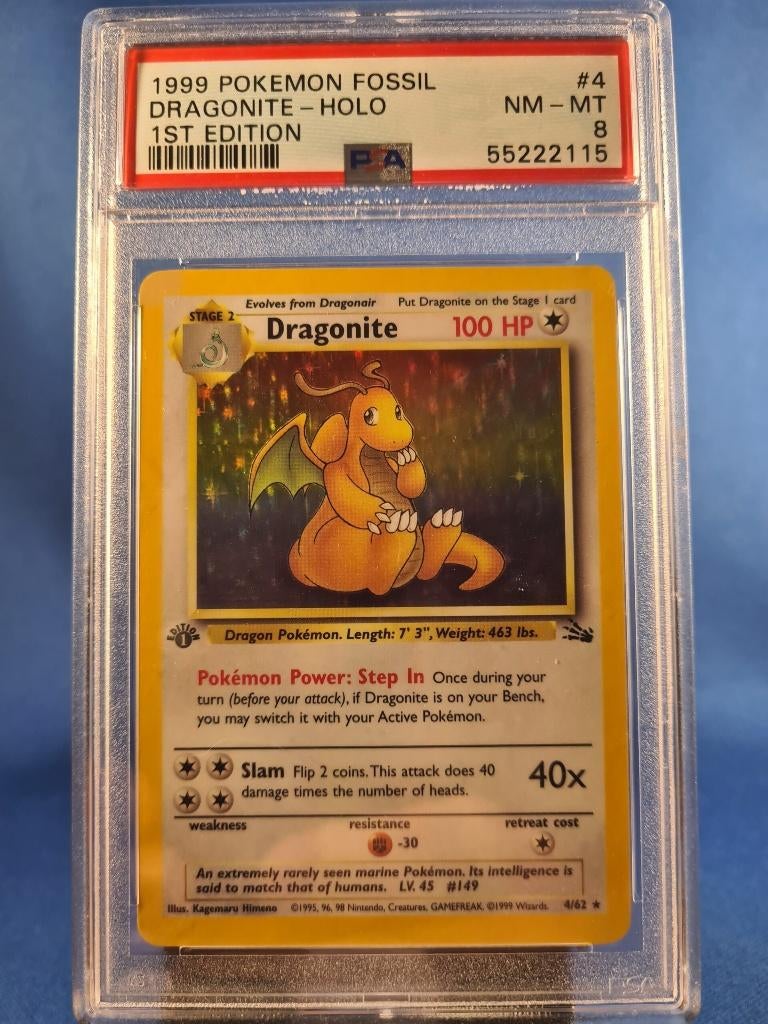 1999 POKEMON FOSSIL #4
DRAGONITE - HOLO NM - MT
1ST EDITION 8
PSA 55222115
Evolves from Dragonair Put Dragonite on the Stage 1 card
STAGE 2
Dragonite 100 HP
EDITION 1
Dragon Pokémon. Length: 7' 3", Weight: 463 lbs.
Pokémon Power: Step In Once during your
turn (before your attack), if Dragonite is on your Bench,
you may switch it with your Active Pokémon.
Slam Flip 2 coins. This attack does 40
damage times the number of heads.
40x
weakness resistance retreat cost
-30
An extremely rarely seen marine Pokémon. Its intelligence is
said to match that of humans. LV. 45 #149
Illus. Kagemaru Himeno ©1995, 96, 98 Nintendo, Creatures, GAMEFREAK. ©1999 Wizards. 4/62 ★
PSA